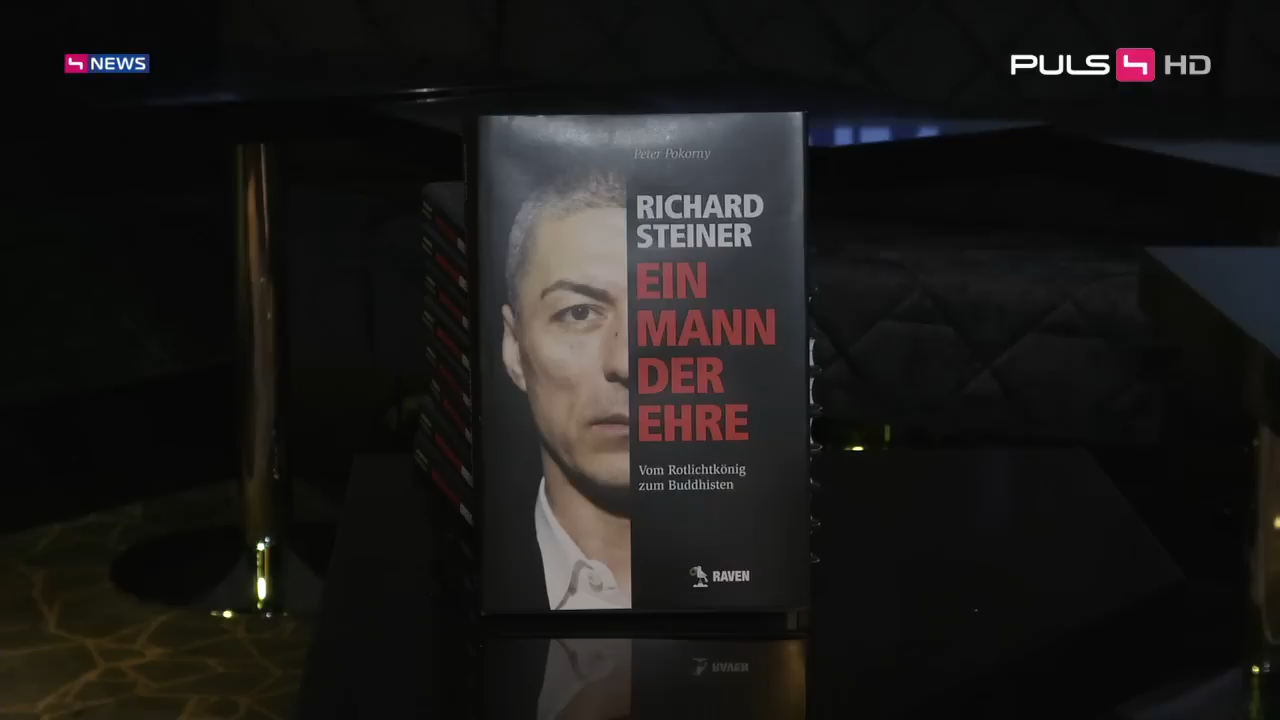 NEWS
PULS 4 HD
Peter Pokorny
RICHARD
STEINER
EIN
MANN
DER
EHRE
Vom Rotlichtkönig
zum Buddhisten
RAVEN